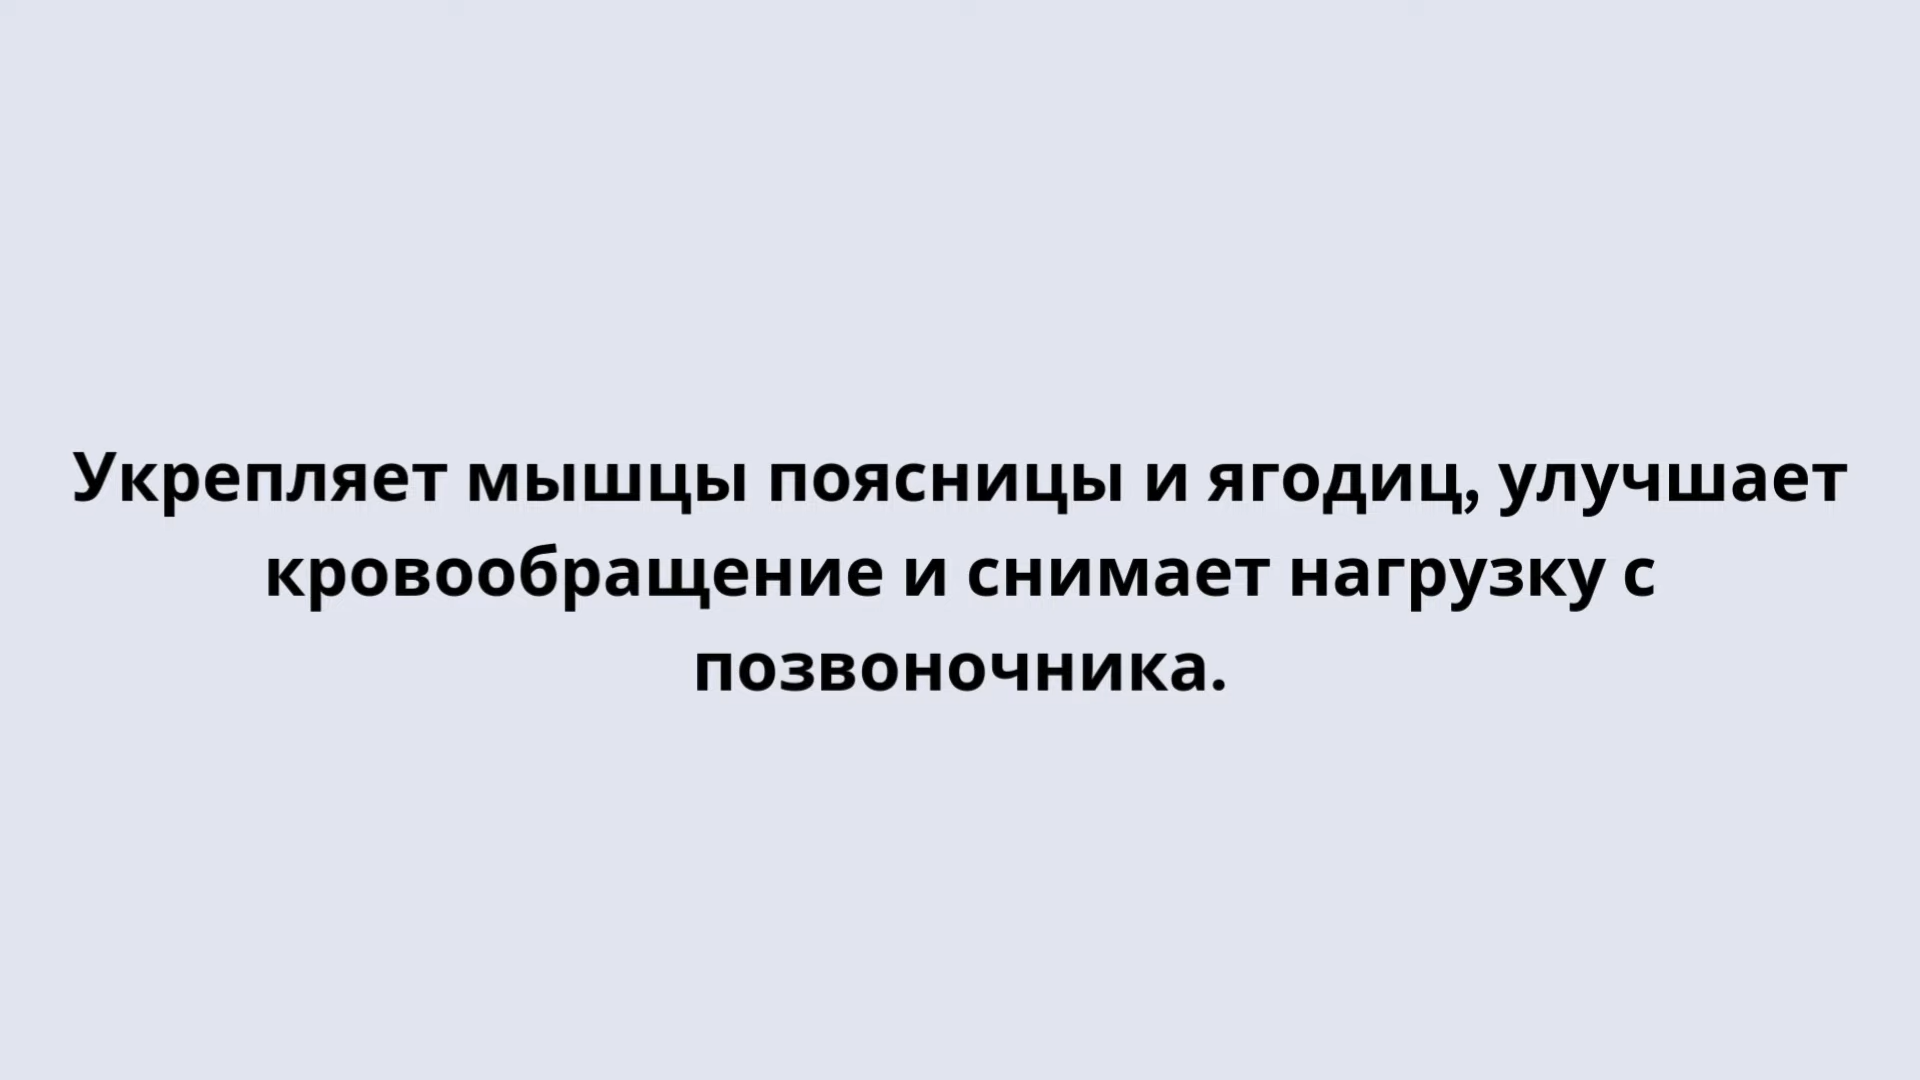 Укрепляет мышцы поясницы и ягодиц, улучшает
кровообращение и снимает нагрузку с
позвоночника.